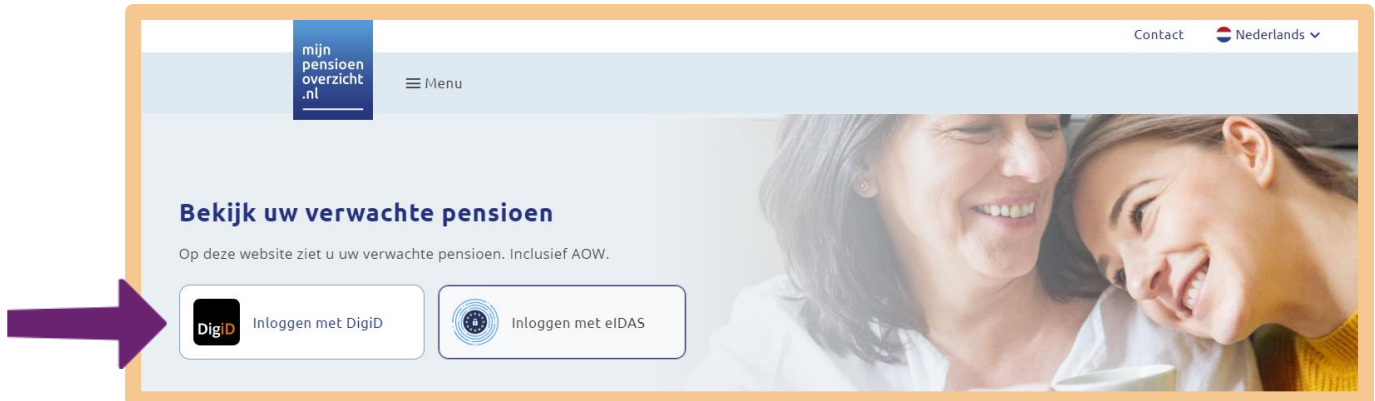 Contact Nederlands
mijn
pensioen
overzicht
.nl
Menu
Bekijk uw verwachte pensioen
Op deze website ziet u uw verwachte pensioen. Inclusief AOW.
DigiD Inloggen met DigiD Inloggen met eIDAS